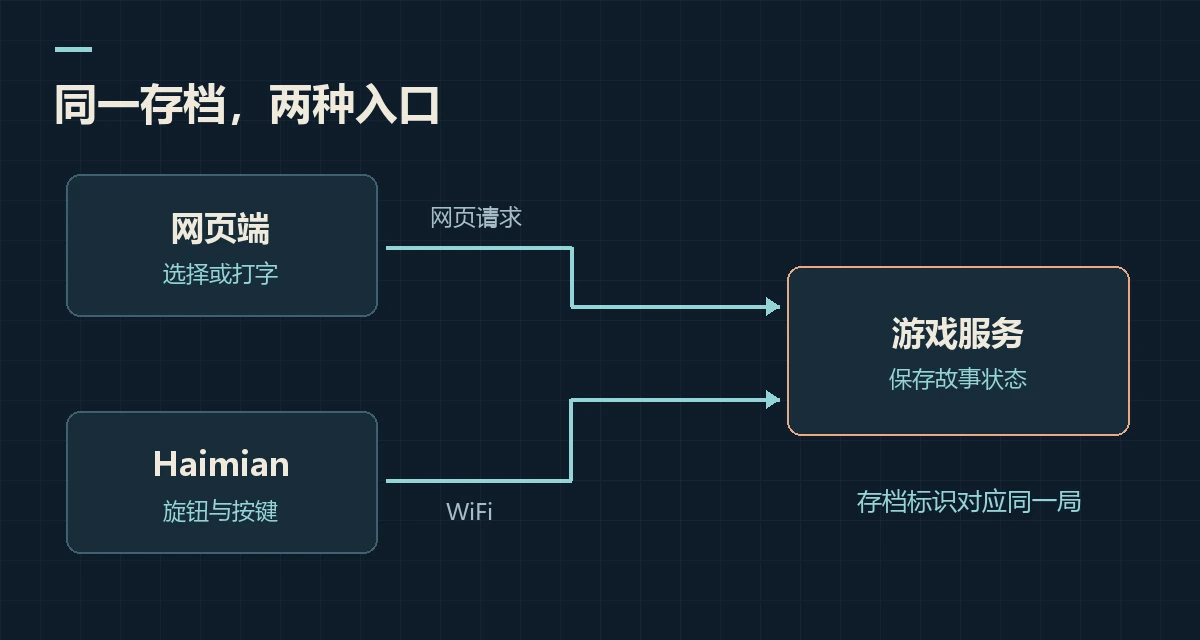 同一存档，两种入口
网页端
选择或打字
网页请求
Haimian
旋钮与按键
WiFi
游戏服务
保存故事状态
存档标识对应同一局